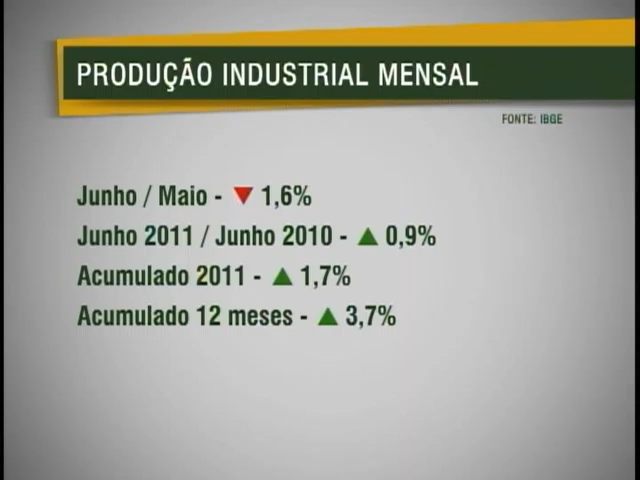 PRODUÇÃO INDUSTRIAL MENSAL
FONTE: IBGE
Junho / Maio - ▼ 1,6%
Junho 2011 / Junho 2010 - ▲ 0,9%
Acumulado 2011 - ▲ 1,7%
Acumulado 12 meses - ▲ 3,7%